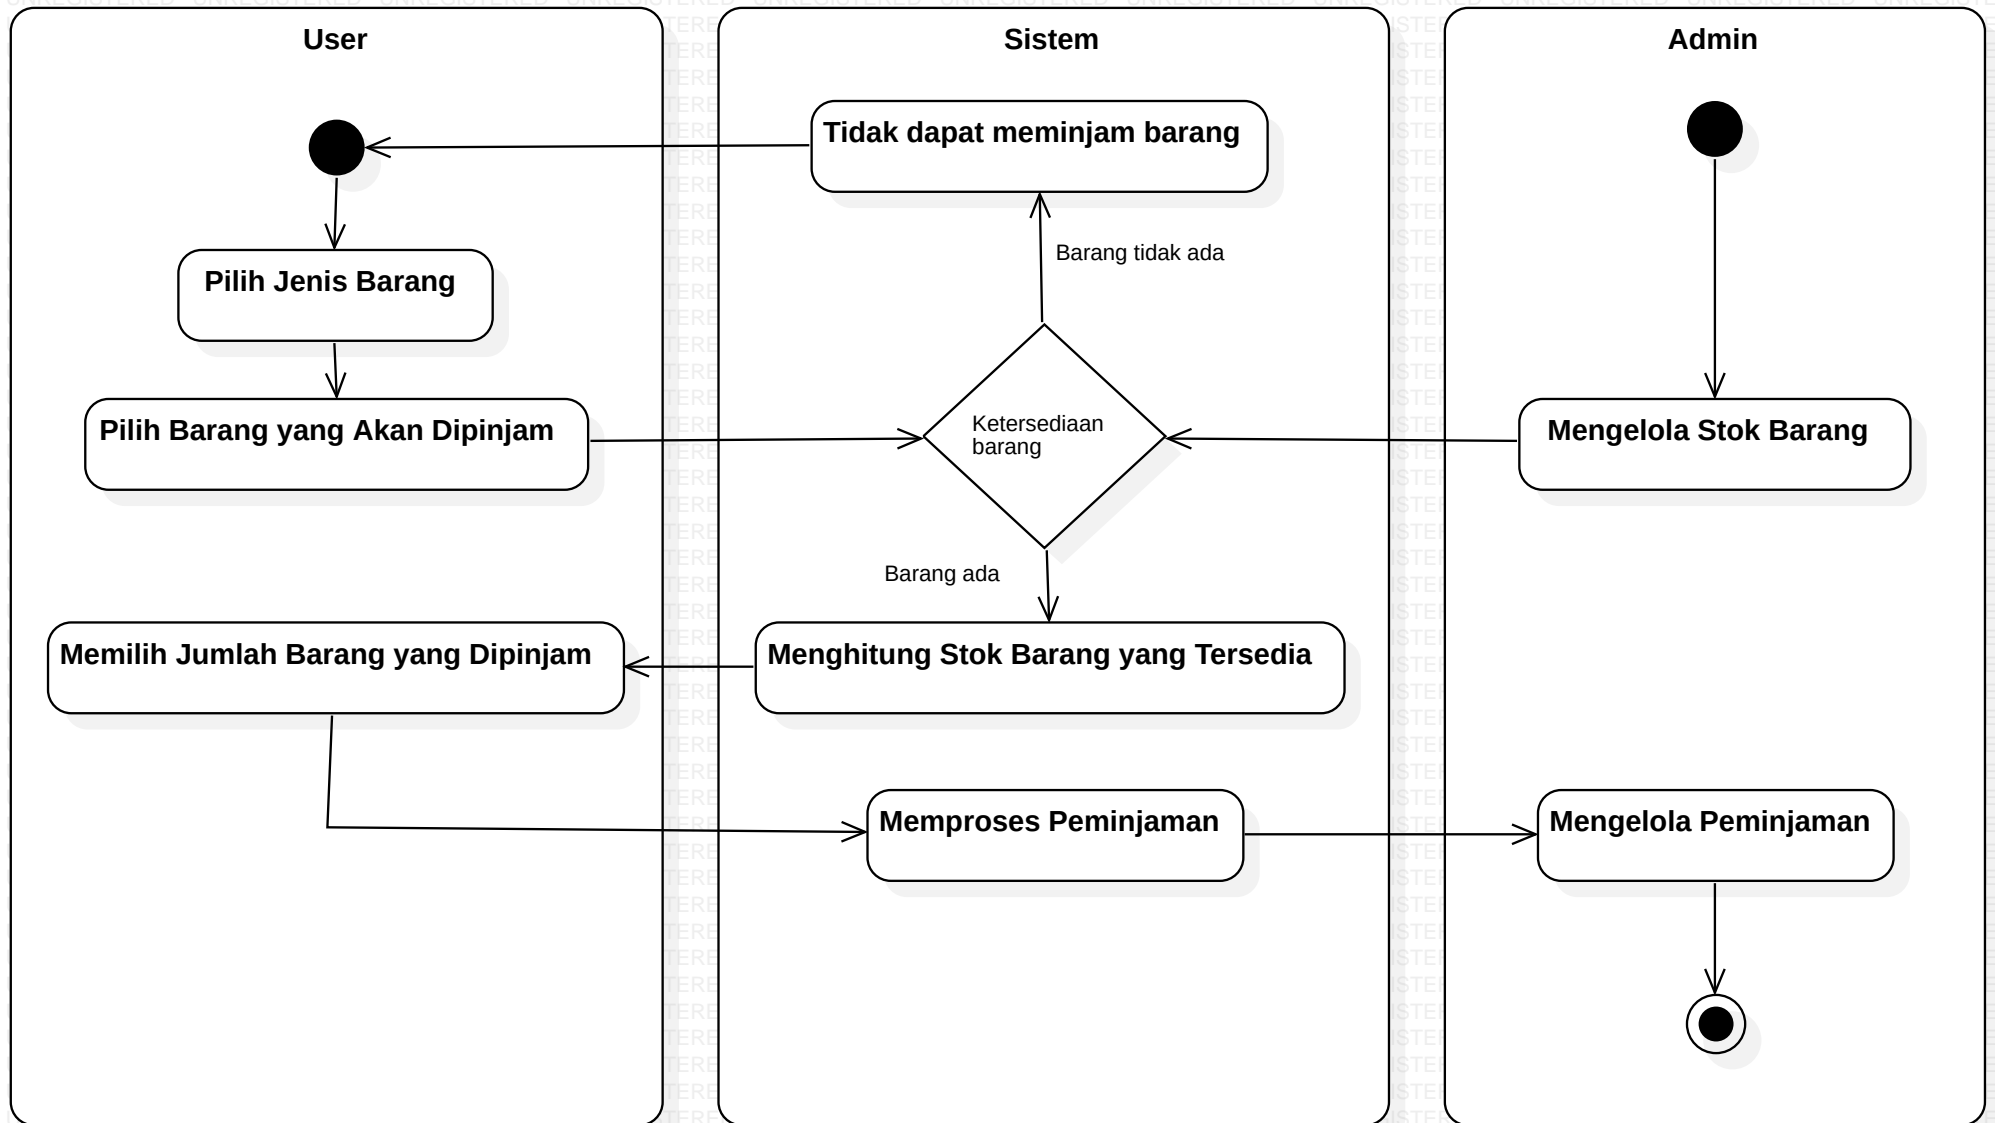 User
Sistem
Admin
Tidak dapat meminjam barang
Barang tidak ada
Pilih Jenis Barang
Pilih Barang yang Akan Dipinjam
Ketersediaan
barang
Mengelola Stok Barang
Barang ada
Memilih Jumlah Barang yang Dipinjam
Menghitung Stok Barang yang Tersedia
Memproses Peminjaman
Mengelola Peminjaman